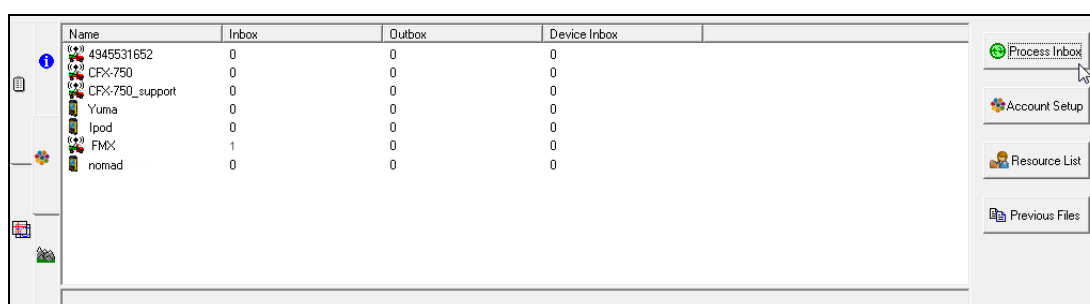 Name Inbox Outbox Device Inbox
4945531652 0 0 0
CFX-750 0 0 0
CFX-750_support 0 0 0
Yuma 0 0 0
Ipod 0 0 0
FMX 1 0 0
nomad 0 0 0
Process Inbox
Account Setup
Resource List
Previous Files